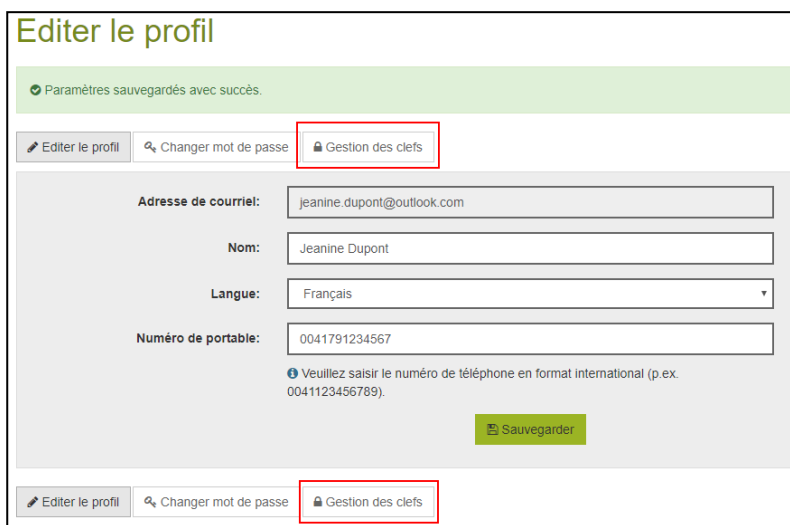 Editer le profil
Paramètres sauvegardés avec succès.
Editer le profil Changer mot de passe Gestion des clefs
Adresse de courriel: jeanine.dupont@outlook.com
Nom: Jeanine Dupont
Langue: Français
Numéro de portable: 0041791234567
Veuillez saisir le numéro de téléphone en format international (p.ex.
0041123456789).
Sauvegarder
Editer le profil Changer mot de passe Gestion des clefs